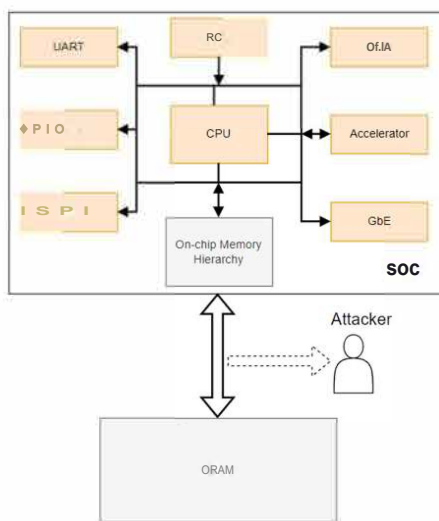 UART
RC
Of.IA
♦PIO
CPU
Accelerator
ISPI
On-chip Memory
Hierarchy
GbE
SOC
Attacker
ORAM